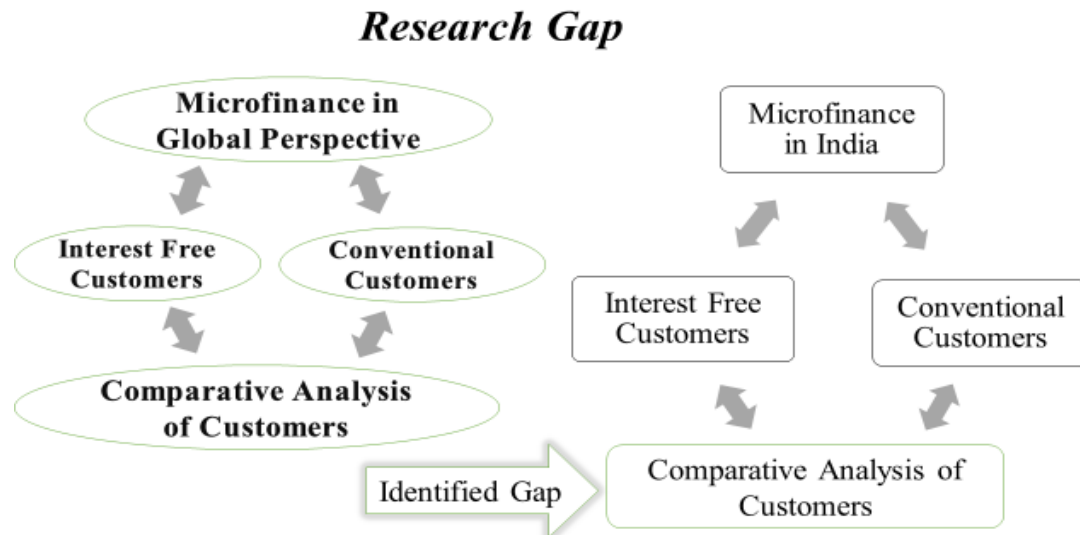 Research Gap
Microfinance in
Global Perspective
Interest Free
Customers
Conventional
Customers
Comparative Analysis
of Customers
Microfinance
in India
Interest Free
Customers
Conventional
Customers
Identified Gap
Comparative Analysis of
Customers